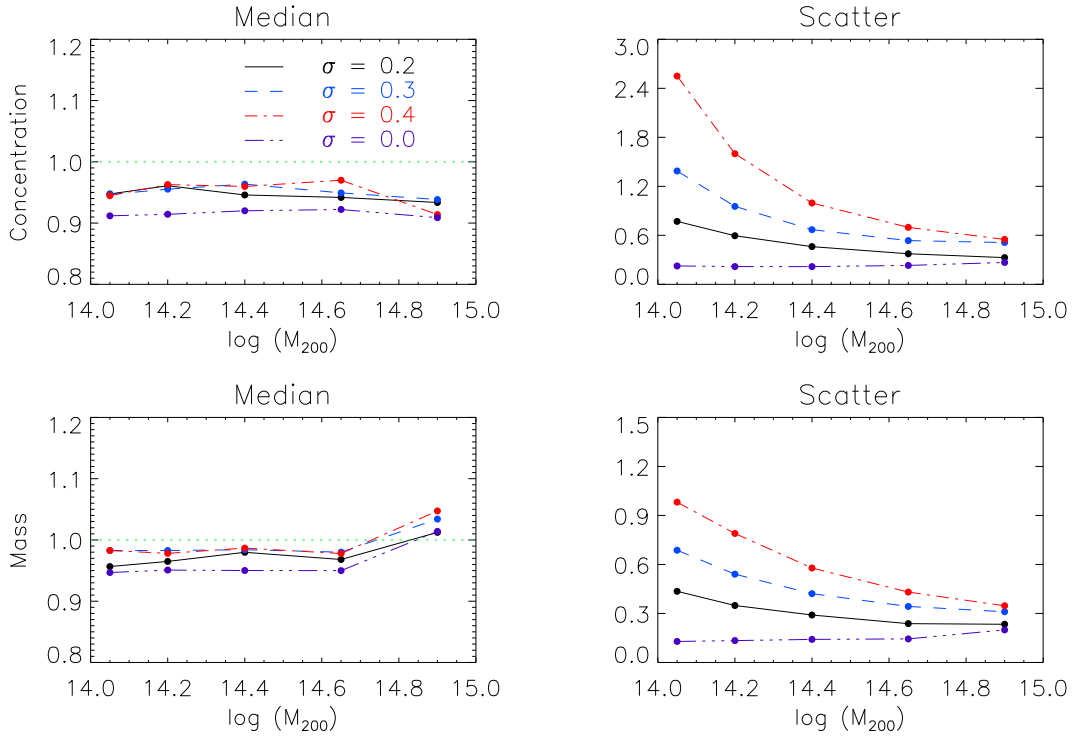 Median
1.2
1.1
1.0
0.9
0.8
Concentration
σ = 0.2
σ = 0.3
σ = 0.4
σ = 0.0
14.0 14.2 14.4 14.6 14.8 15.0
log (M200)
Scatter
3.0
2.4
1.8
1.2
0.6
0.0
14.0 14.2 14.4 14.6 14.8 15.0
log (M200)
Median
1.2
1.1
1.0
0.9
0.8
Mass
14.0 14.2 14.4 14.6 14.8 15.0
log (M200)
Scatter
1.5
1.2
0.9
0.6
0.3
0.0
14.0 14.2 14.4 14.6 14.8 15.0
log (M200)